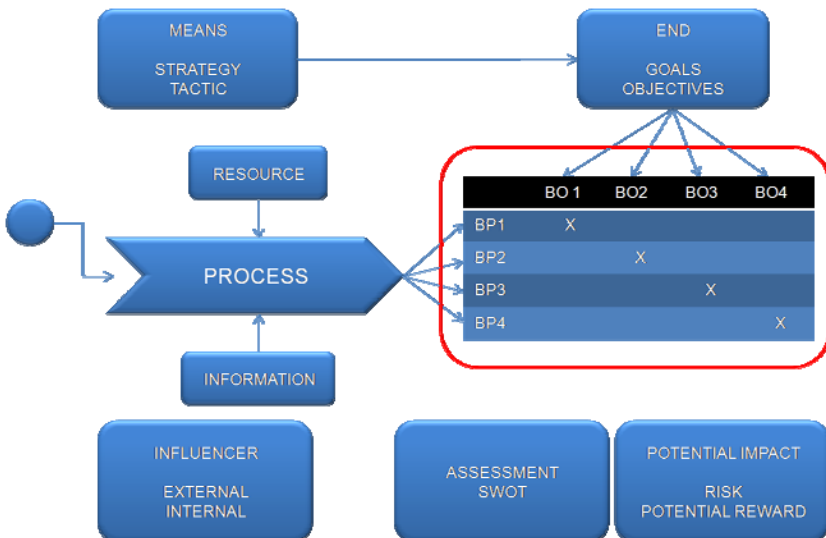 MEANS
STRATEGY
TACTIC
END
GOALS
OBJECTIVES
RESOURCE
PROCESS
INFORMATION
BO 1 BO2 BO3 BO4
BP1 X
BP2 X
BP3 X
BP4 X
INFLUENCER
EXTERNAL
INTERNAL
ASSESSMENT
SWOT
POTENTIAL IMPACT
RISK
POTENTIAL REWARD